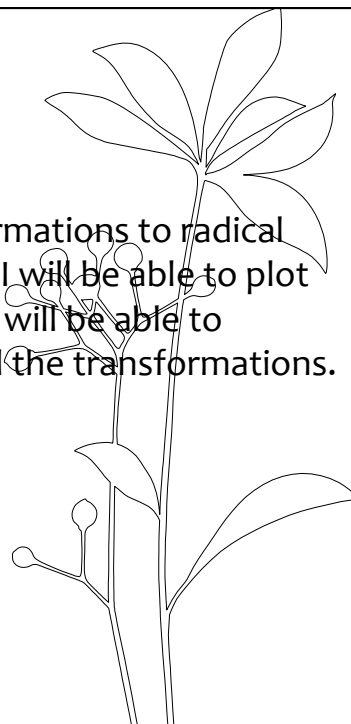 rmations to radical
I will be able to plot
will be able to
the transformations.